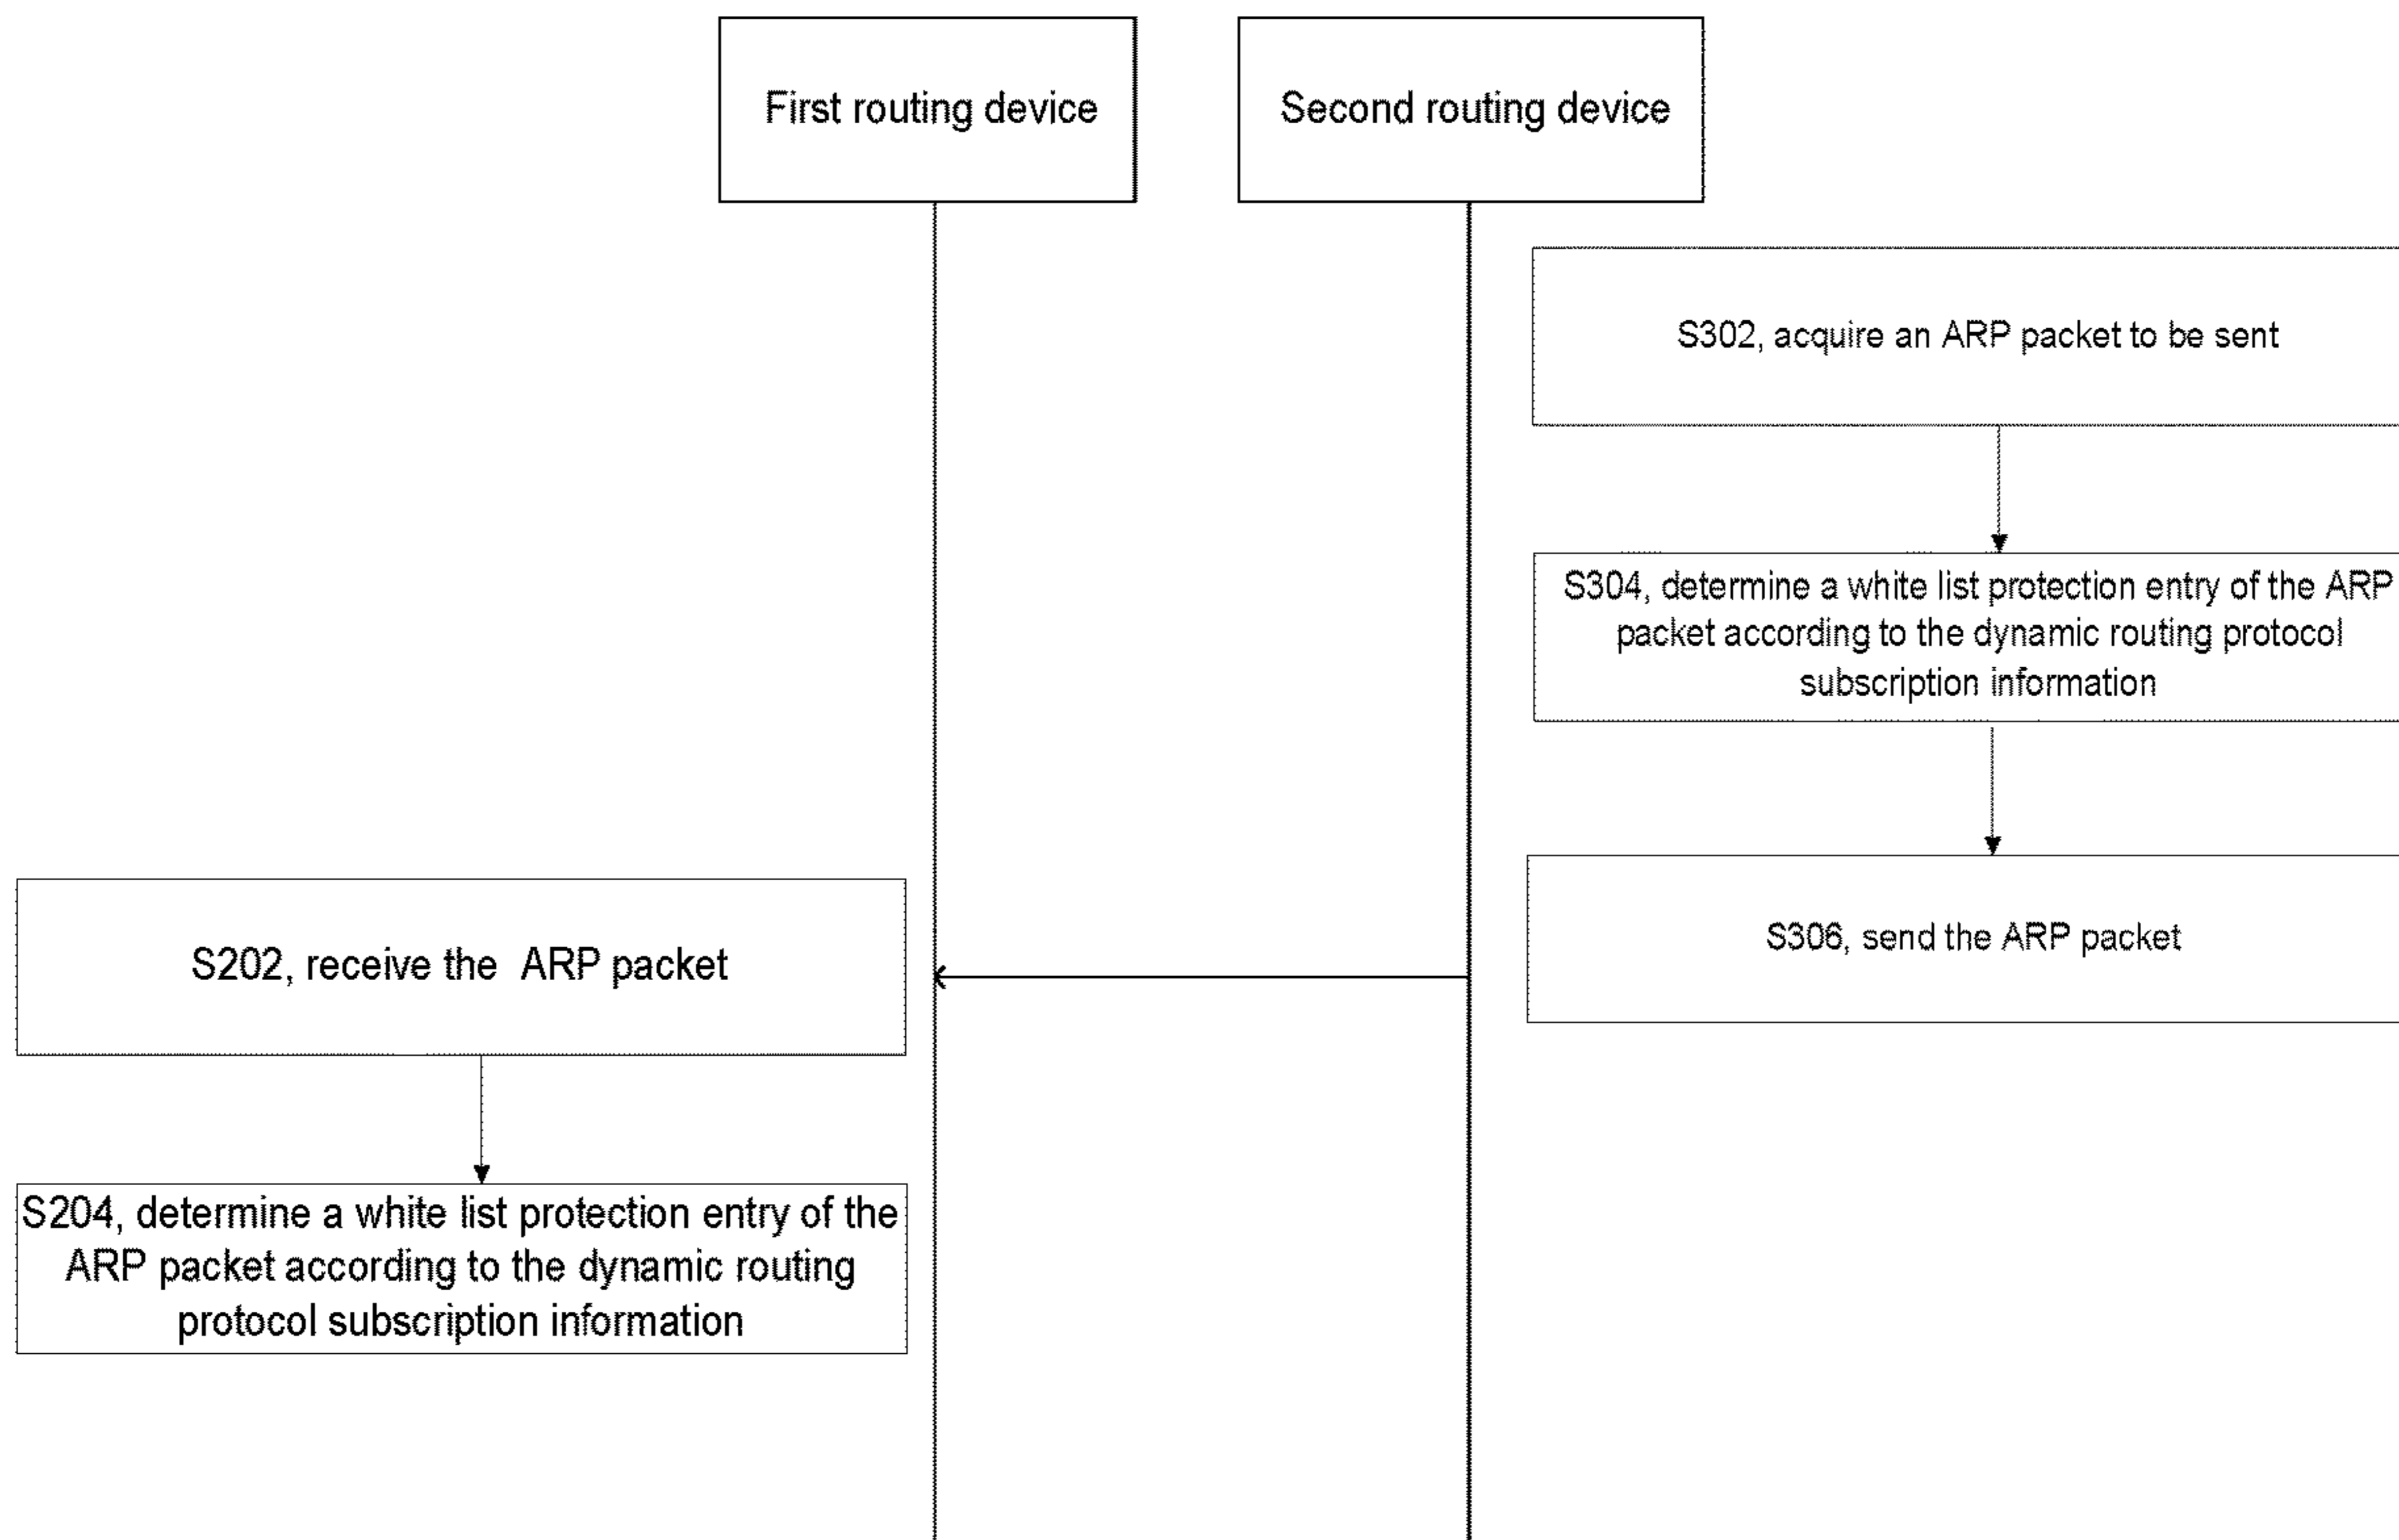 First routing device
Second routing device
S302, acquire an ARP packet to be sent
S304, determine a white list protection entry of the ARP
packet according to the dynamic routing protocol
subscription information
S306, send the ARP packet
S202, receive the ARP packet
S204, determine a white list protection entry of the
ARP packet according to the dynamic routing
protocol subscription information